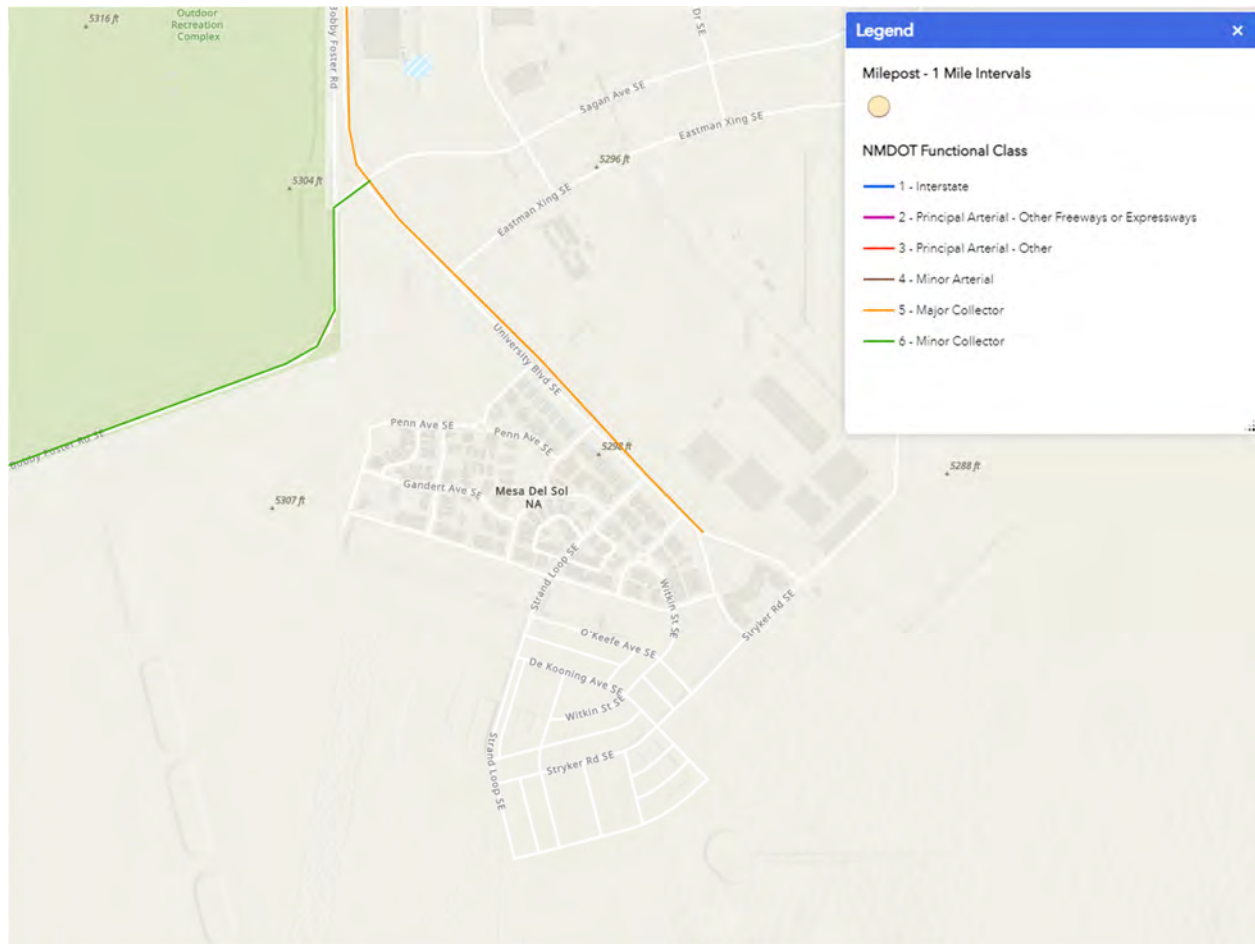 5316 ft
Outdoor
Recreation
Complex
Bobby Foster Rd
Dr SE
Sagan Ave SE
Eastman Xing SE
5296 ft
5304 ft
Eastman Xing SE
University Blvd SE
Penn Ave SE
Penn Ave SE
Bobby Foster Rd SE
5307 ft
Gandert Ave SE
Mesa Del Sol
NA
5288 ft
Strand Loop SE
Witkin St SE
Stryker Rd SE
O'Keefe Ave SE
De Kooning Ave SE
Witkin St SE
Strand Loop SE
Stryker Rd SE
Legend
Milepost - 1 Mile Intervals
NMDOT Functional Class
1 - Interstate
2 - Principal Arterial - Other Freeways or Expressways
3 - Principal Arterial - Other
4 - Minor Arterial
5 - Major Collector
6 - Minor Collector